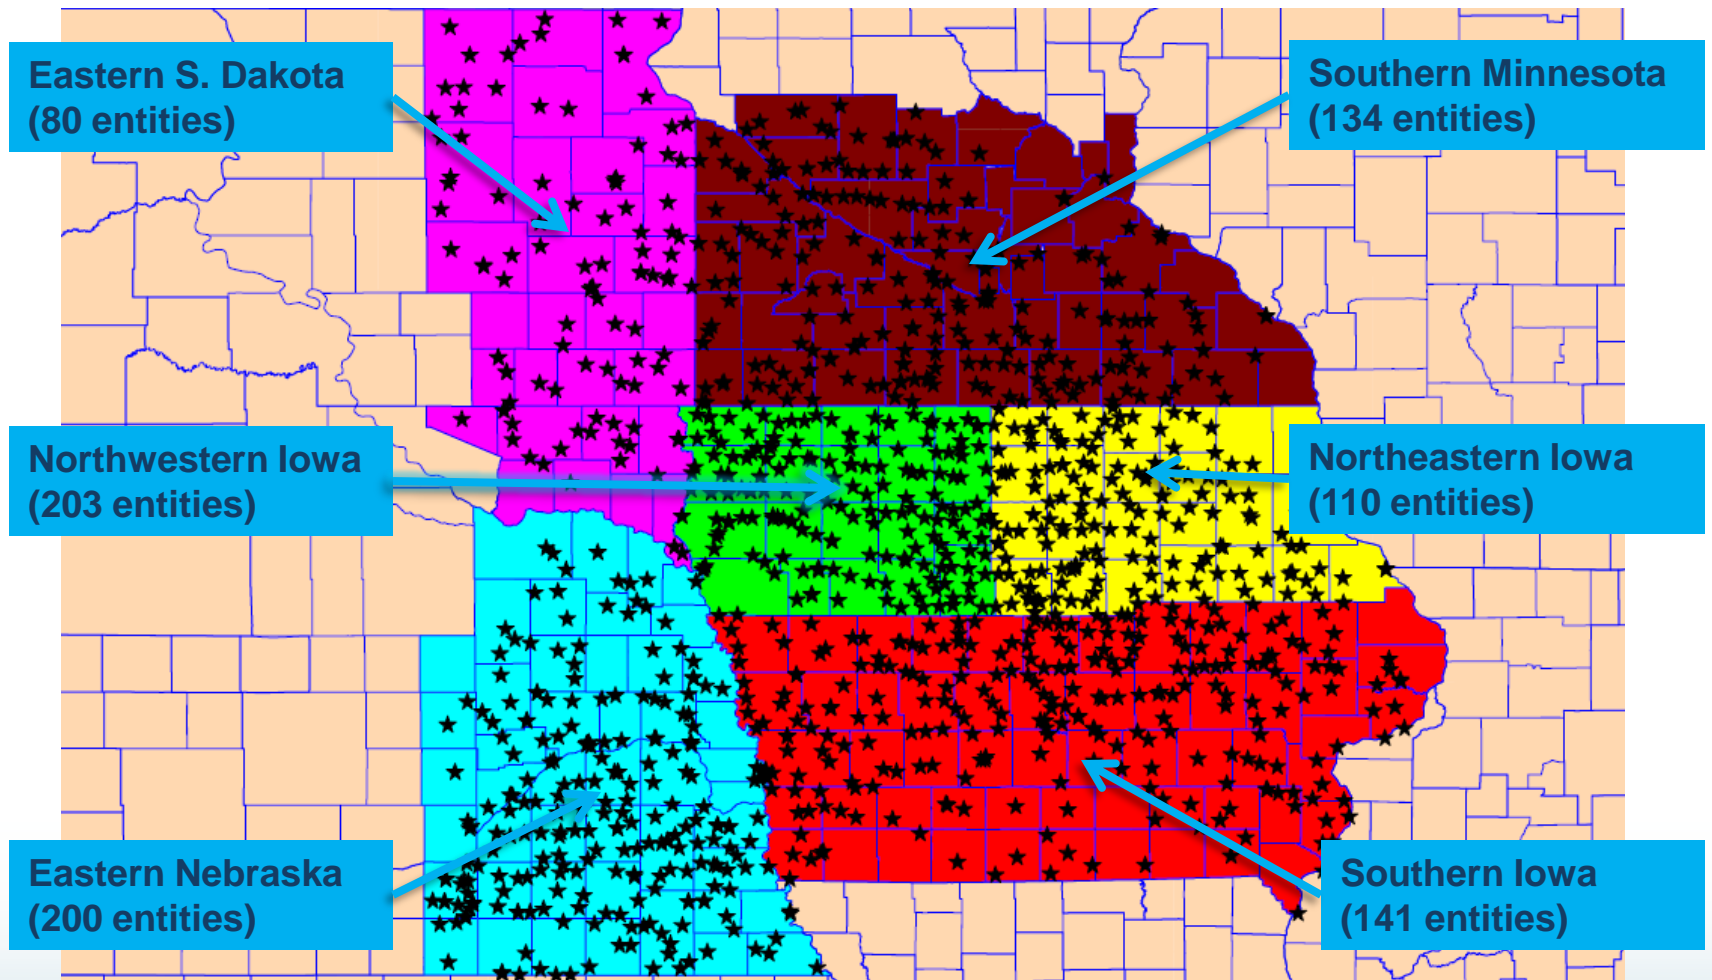 Eastern S. Dakota
(80 entities)
Southern Minnesota
(134 entities)
Northwestern Iowa
(203 entities)
Northeastern Iowa
(110 entities)
Eastern Nebraska
(200 entities)
Southern Iowa
(141 entities)